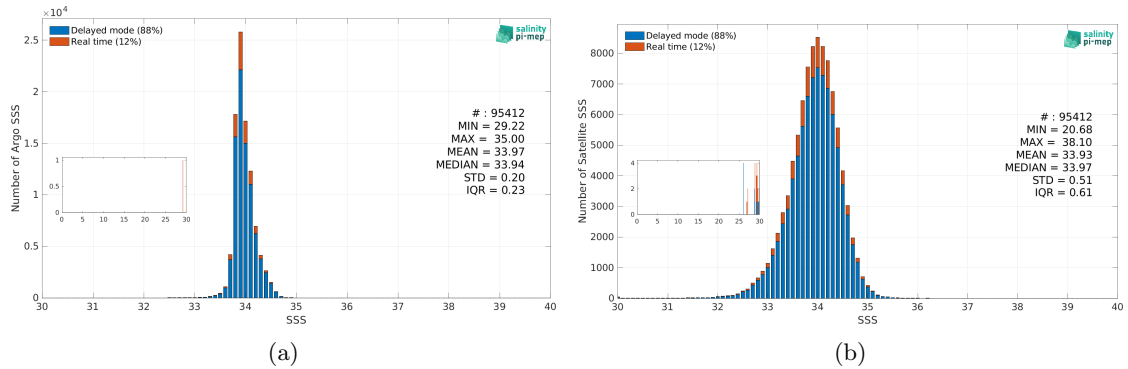 ×10⁴
Delayed mode (88%)
Real time (12%)
salinity
pi-mep
2.5
2
1.5
1
0.5
0
Number of Argo SSS
# : 95412
MIN = 29.22
MAX = 35.00
MEAN = 33.97
MEDIAN = 33.94
STD = 0.20
IQR = 0.23
1
0.5
0
0 5 10 15 20 25 30
30 31 32 33 34 35 36 37 38 39 40
SSS
(a)
Delayed mode (88%)
Real time (12%)
salinity
pi-mep
8000
7000
6000
5000
4000
3000
2000
1000
0
Number of Satellite SSS
# : 95412
MIN = 20.68
MAX = 38.10
MEAN = 33.93
MEDIAN = 33.97
STD = 0.51
IQR = 0.61
4
2
0
0 5 10 15 20 25 30
30 31 32 33 34 35 36 37 38 39 40
SSS
(b)